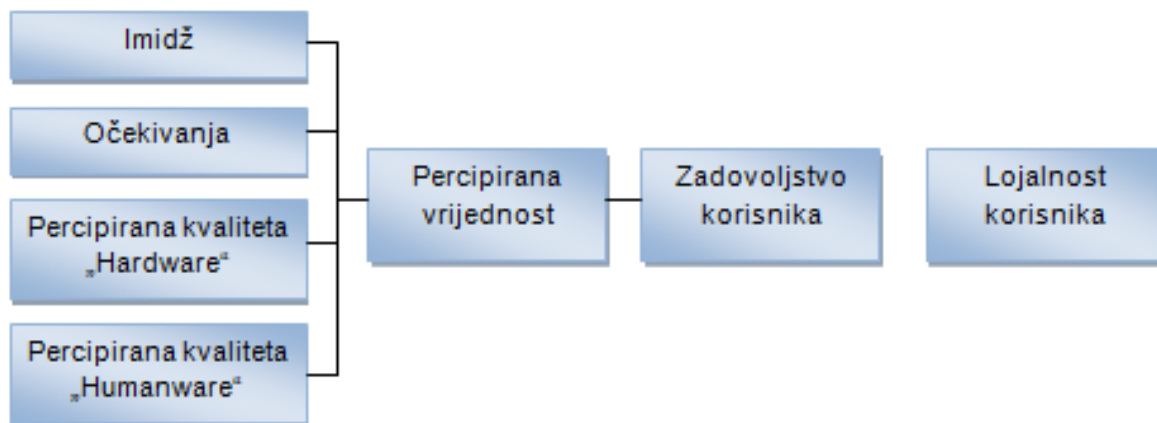 Imidž
Očekivanja
Percipirana kvaliteta
„Hardware“
Percipirana kvaliteta
„Humanware“
Percipirana
vrijednost
Zadovoljstvo
korisnika
Lojalnost
korisnika